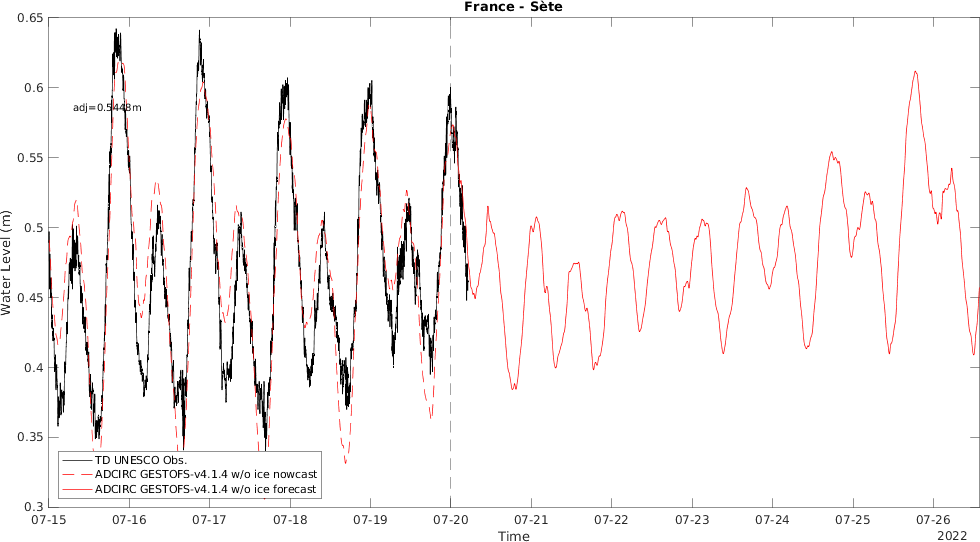 France - Sète
0.65
0.6
0.55
0.5
0.45
0.4
0.35
0.3
Water Level (m)
adj=0.5448m
TD UNESCO Obs.
ADCIRC GESTOFS-v4.1.4 w/o ice nowcast
ADCIRC GESTOFS-v4.1.4 w/o ice forecast
07-15 07-16 07-17 07-18 07-19 07-20 07-21 07-22 07-23 07-24 07-25 07-26
Time
2022